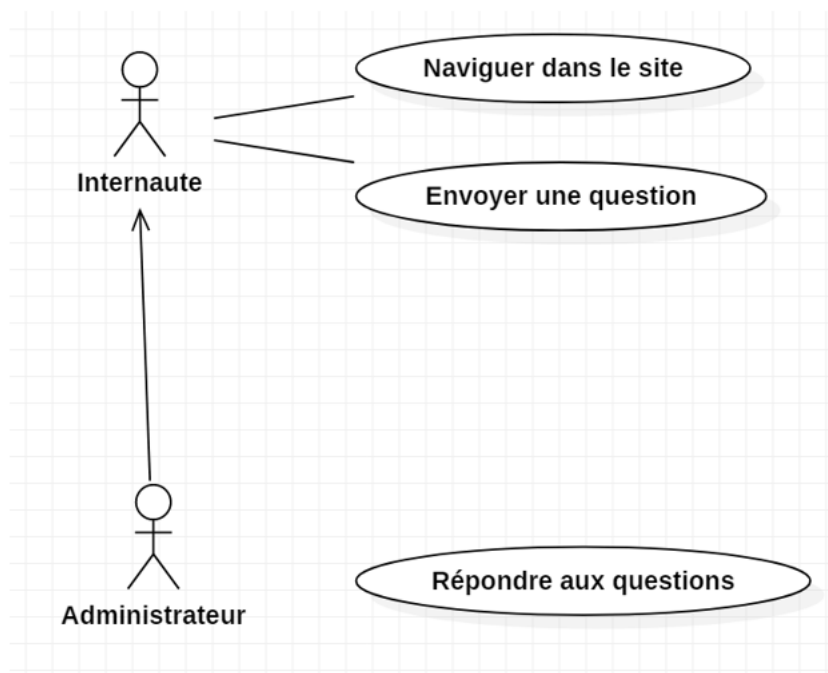 Naviguer dans le site
Internaute
Envoyer une question
Répondre aux questions
Administrateur